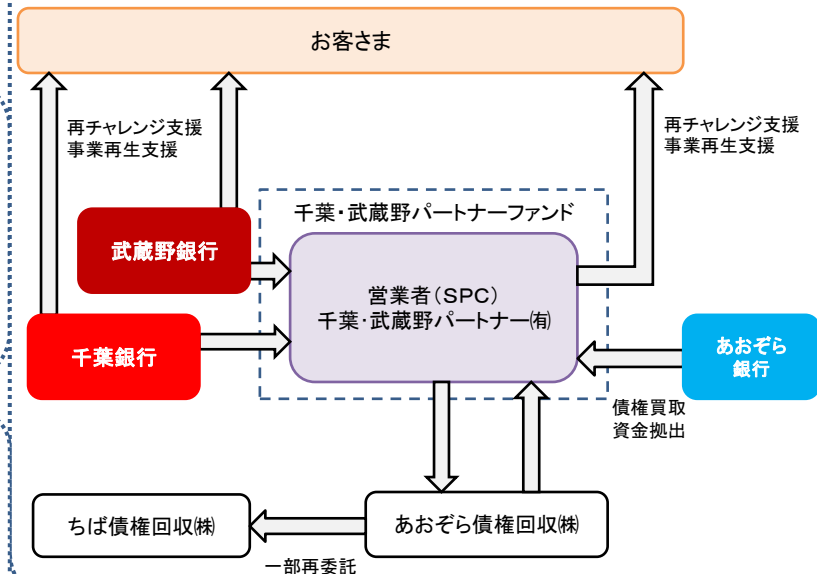 お客さま
再チャレンジ支援
事業再生支援
再チャレンジ支援
事業再生支援
千葉・武蔵野パートナーファンド
武蔵野銀行
営業者(SPC)
千葉・武蔵野パートナー㈲
千葉銀行
あおぞら
銀行
債権買取
資金拠出
ちば債権回収㈱
あおぞら債権回収㈱
一部再委託